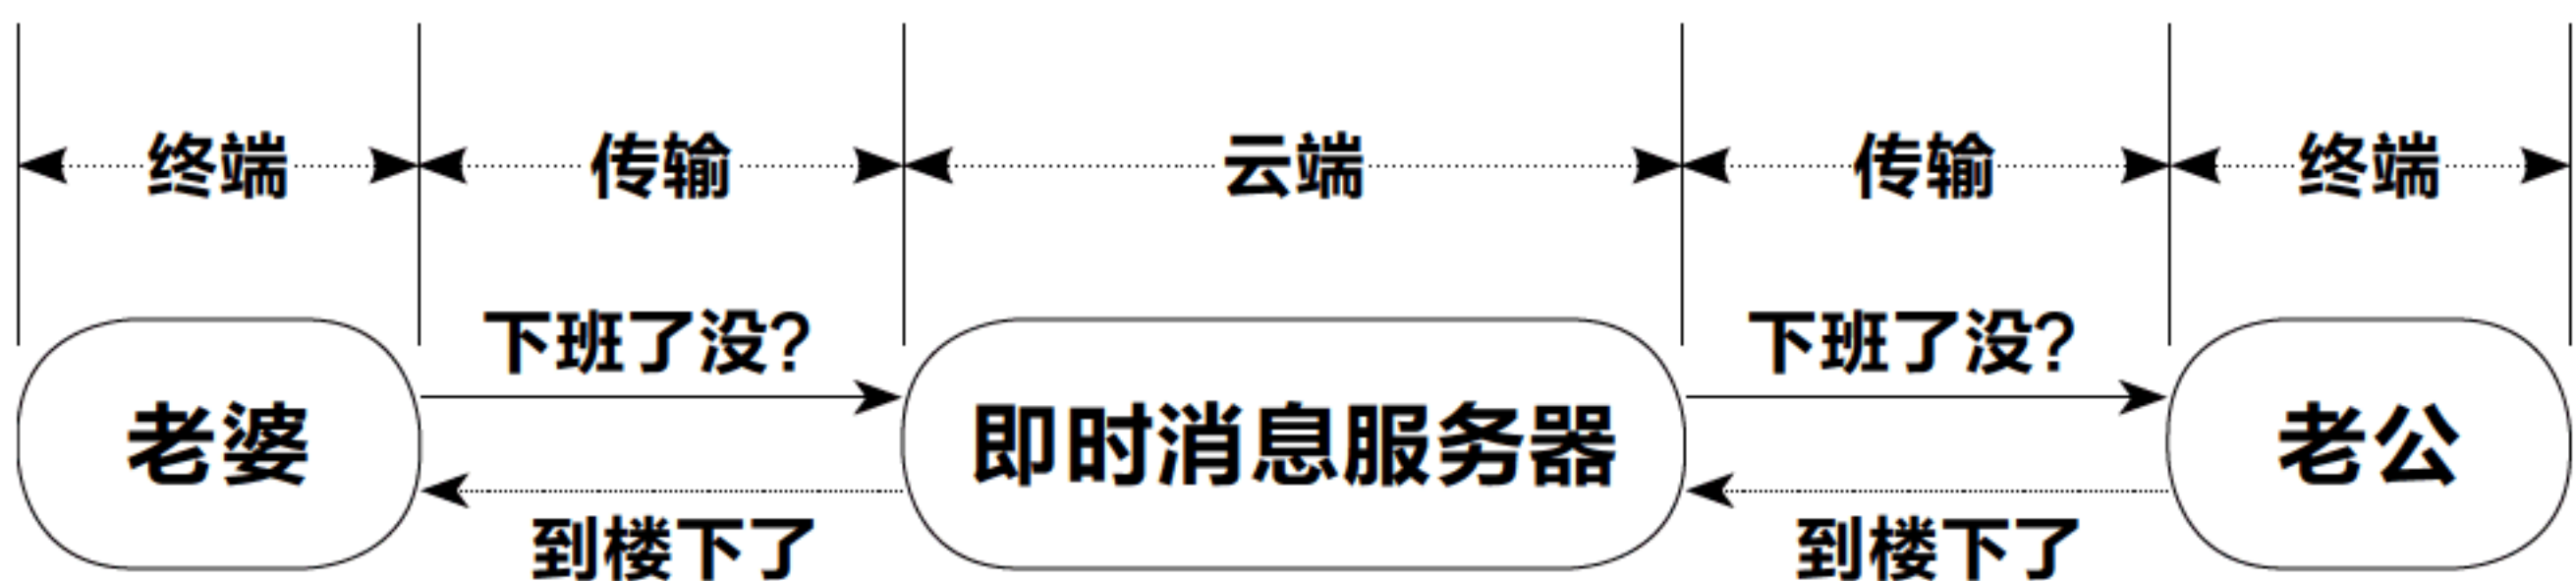 终端 传输 云端 传输 终端
下班了没? 下班了没?
老婆 即时消息服务器 老公
到楼下了 到楼下了